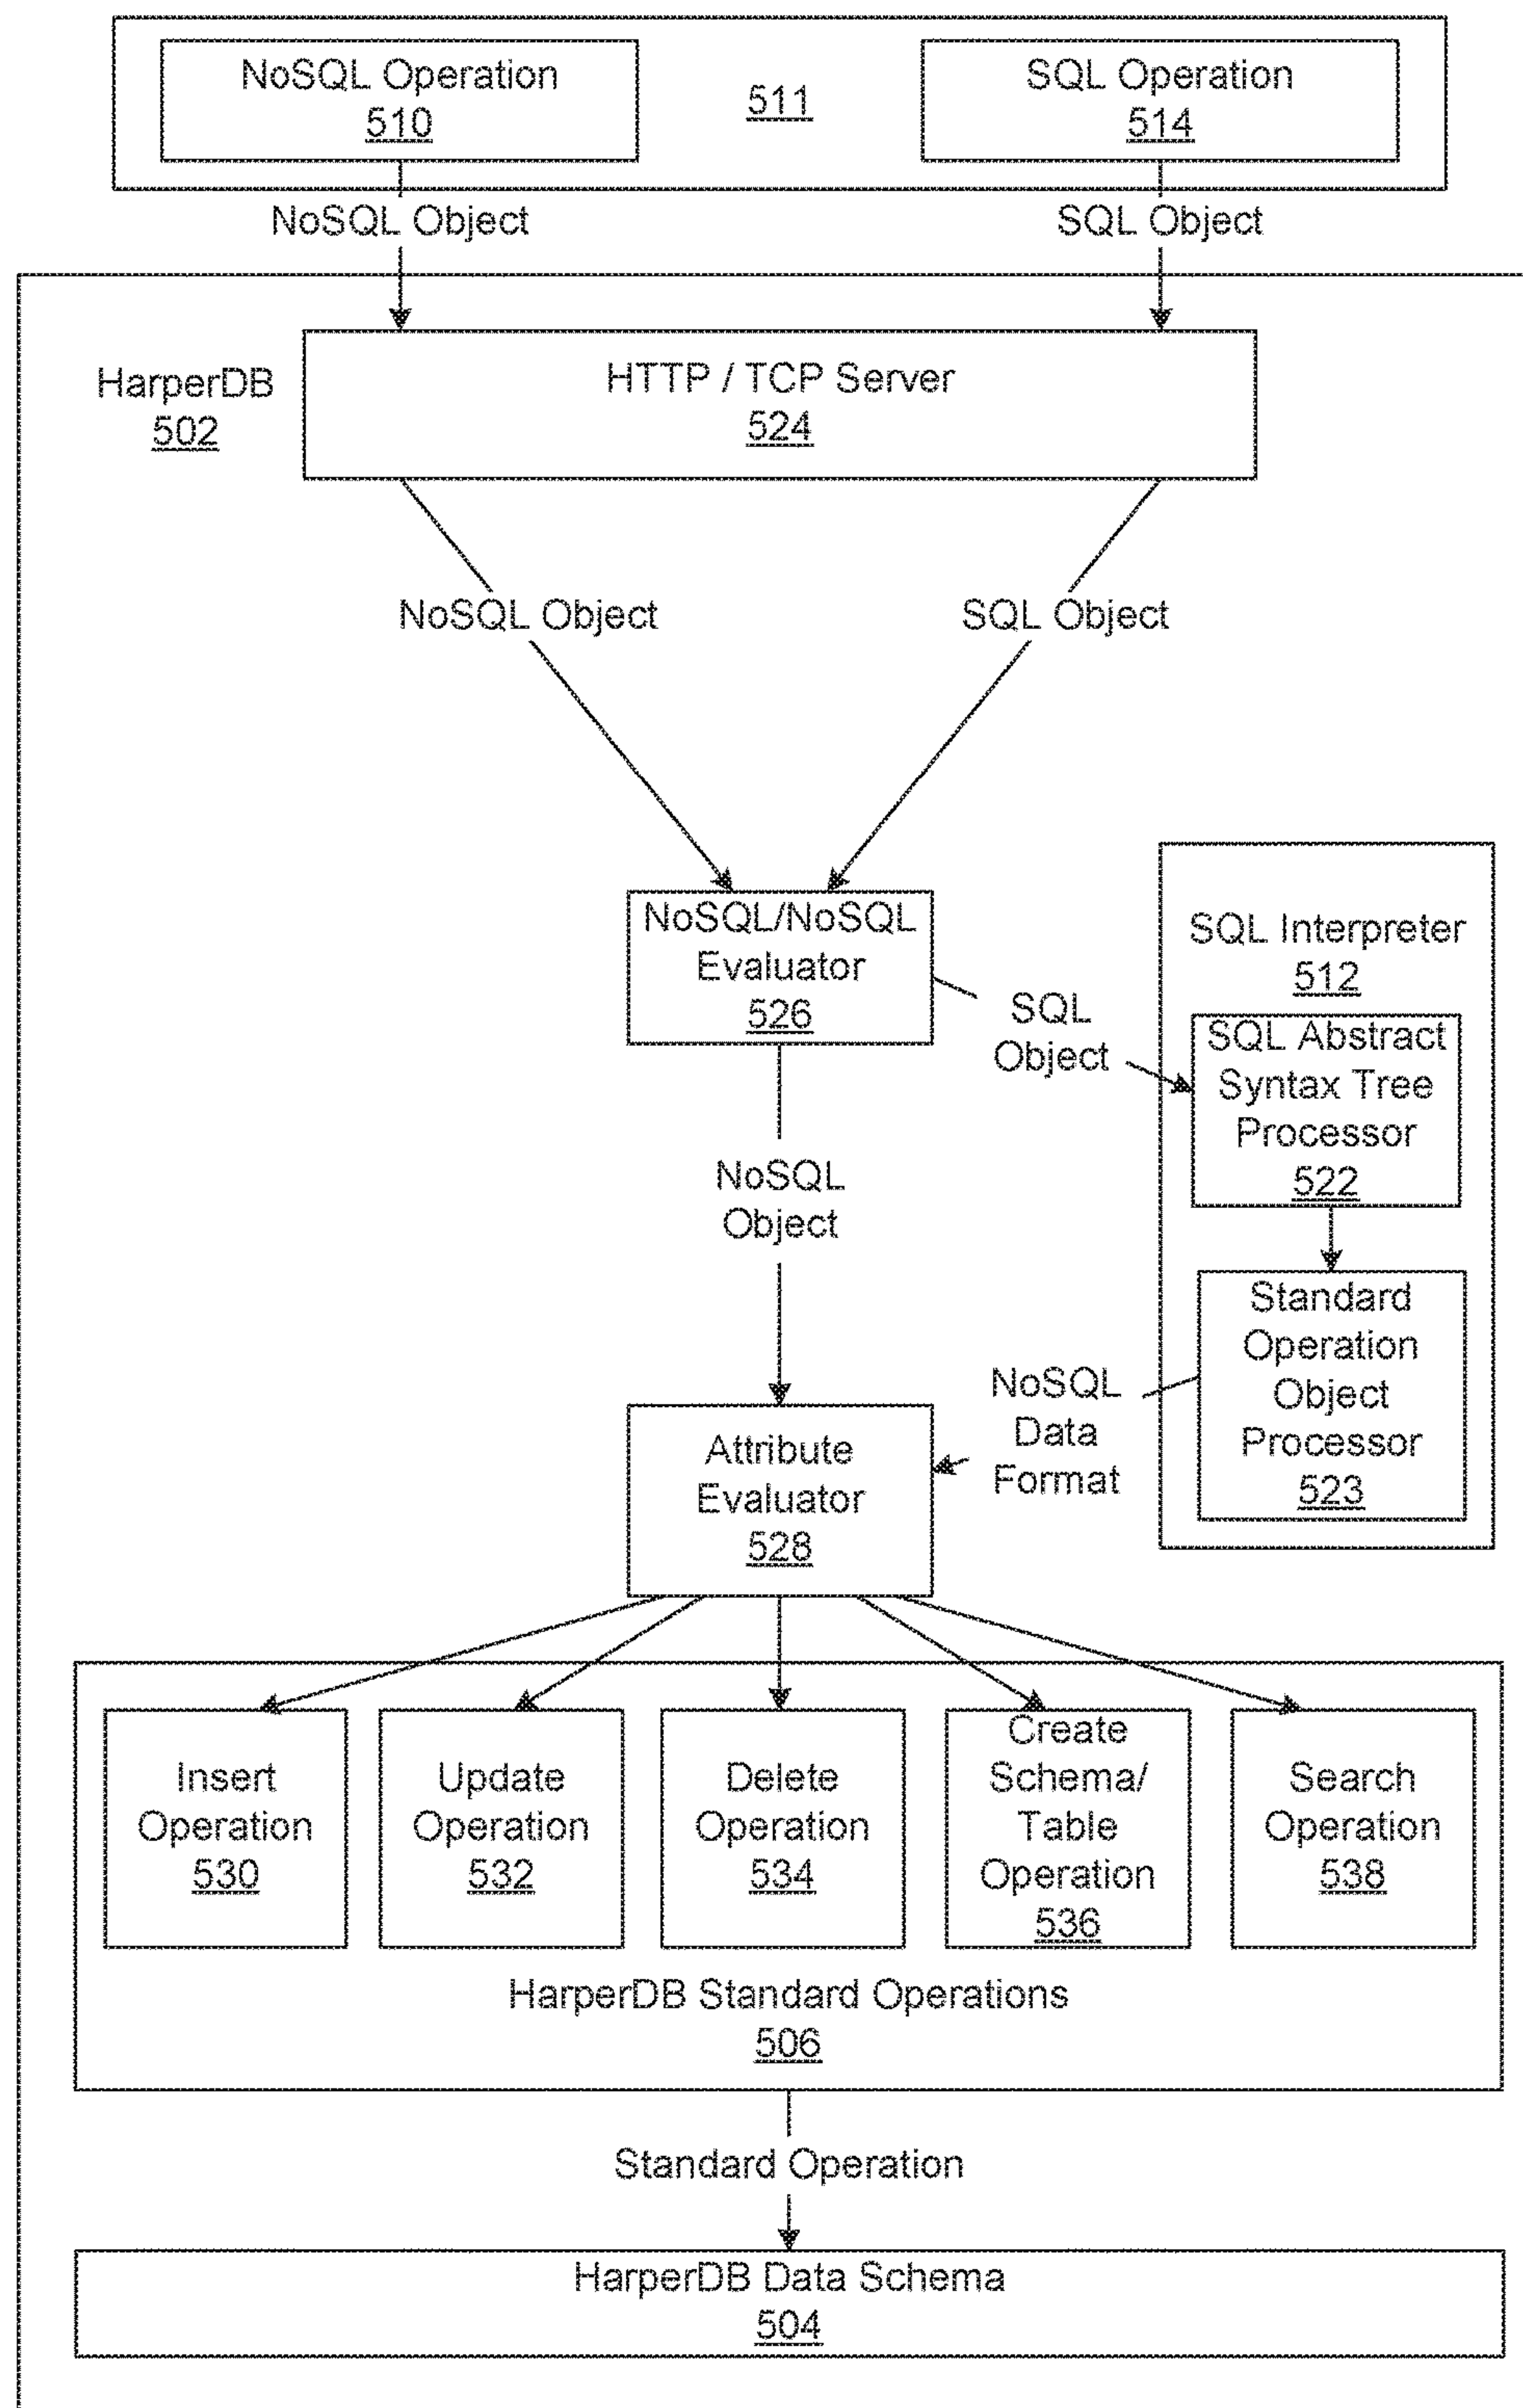 NoSQL Operation
510
511
SQL Operation
514
NoSQL Object
SQL Object
HarperDB
502
HTTP / TCP Server
524
NoSQL Object
SQL Object
NoSQL/NoSQL
Evaluator
526
SQL
Object
SQL Interpreter
512
SQL Abstract
Syntax Tree
Processor
522
NoSQL
Object
Standard
Operation
Object
Processor
523
NoSQL
Data
Format
Attribute
Evaluator
528
Insert
Operation
530
Update
Operation
532
Delete
Operation
534
Create
Schema/
Table
Operation
536
Search
Operation
538
HarperDB Standard Operations
506
Standard Operation
HarperDB Data Schema
504